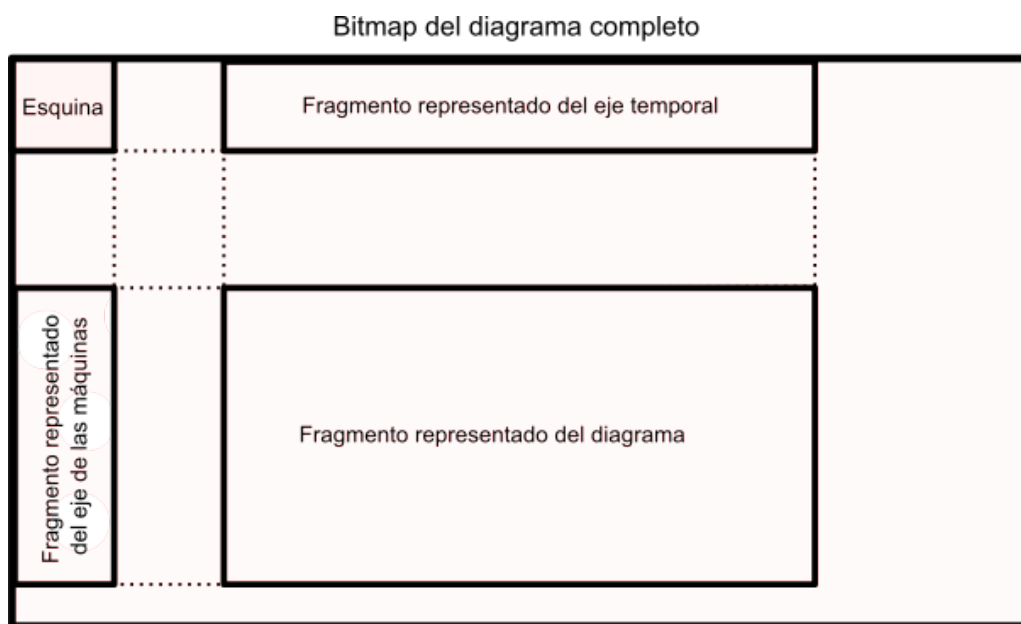 Bitmap del diagrama completo
Esquina
Fragmento representado del eje temporal
Fragmento representado
del eje de las máquinas
Fragmento representado del diagrama